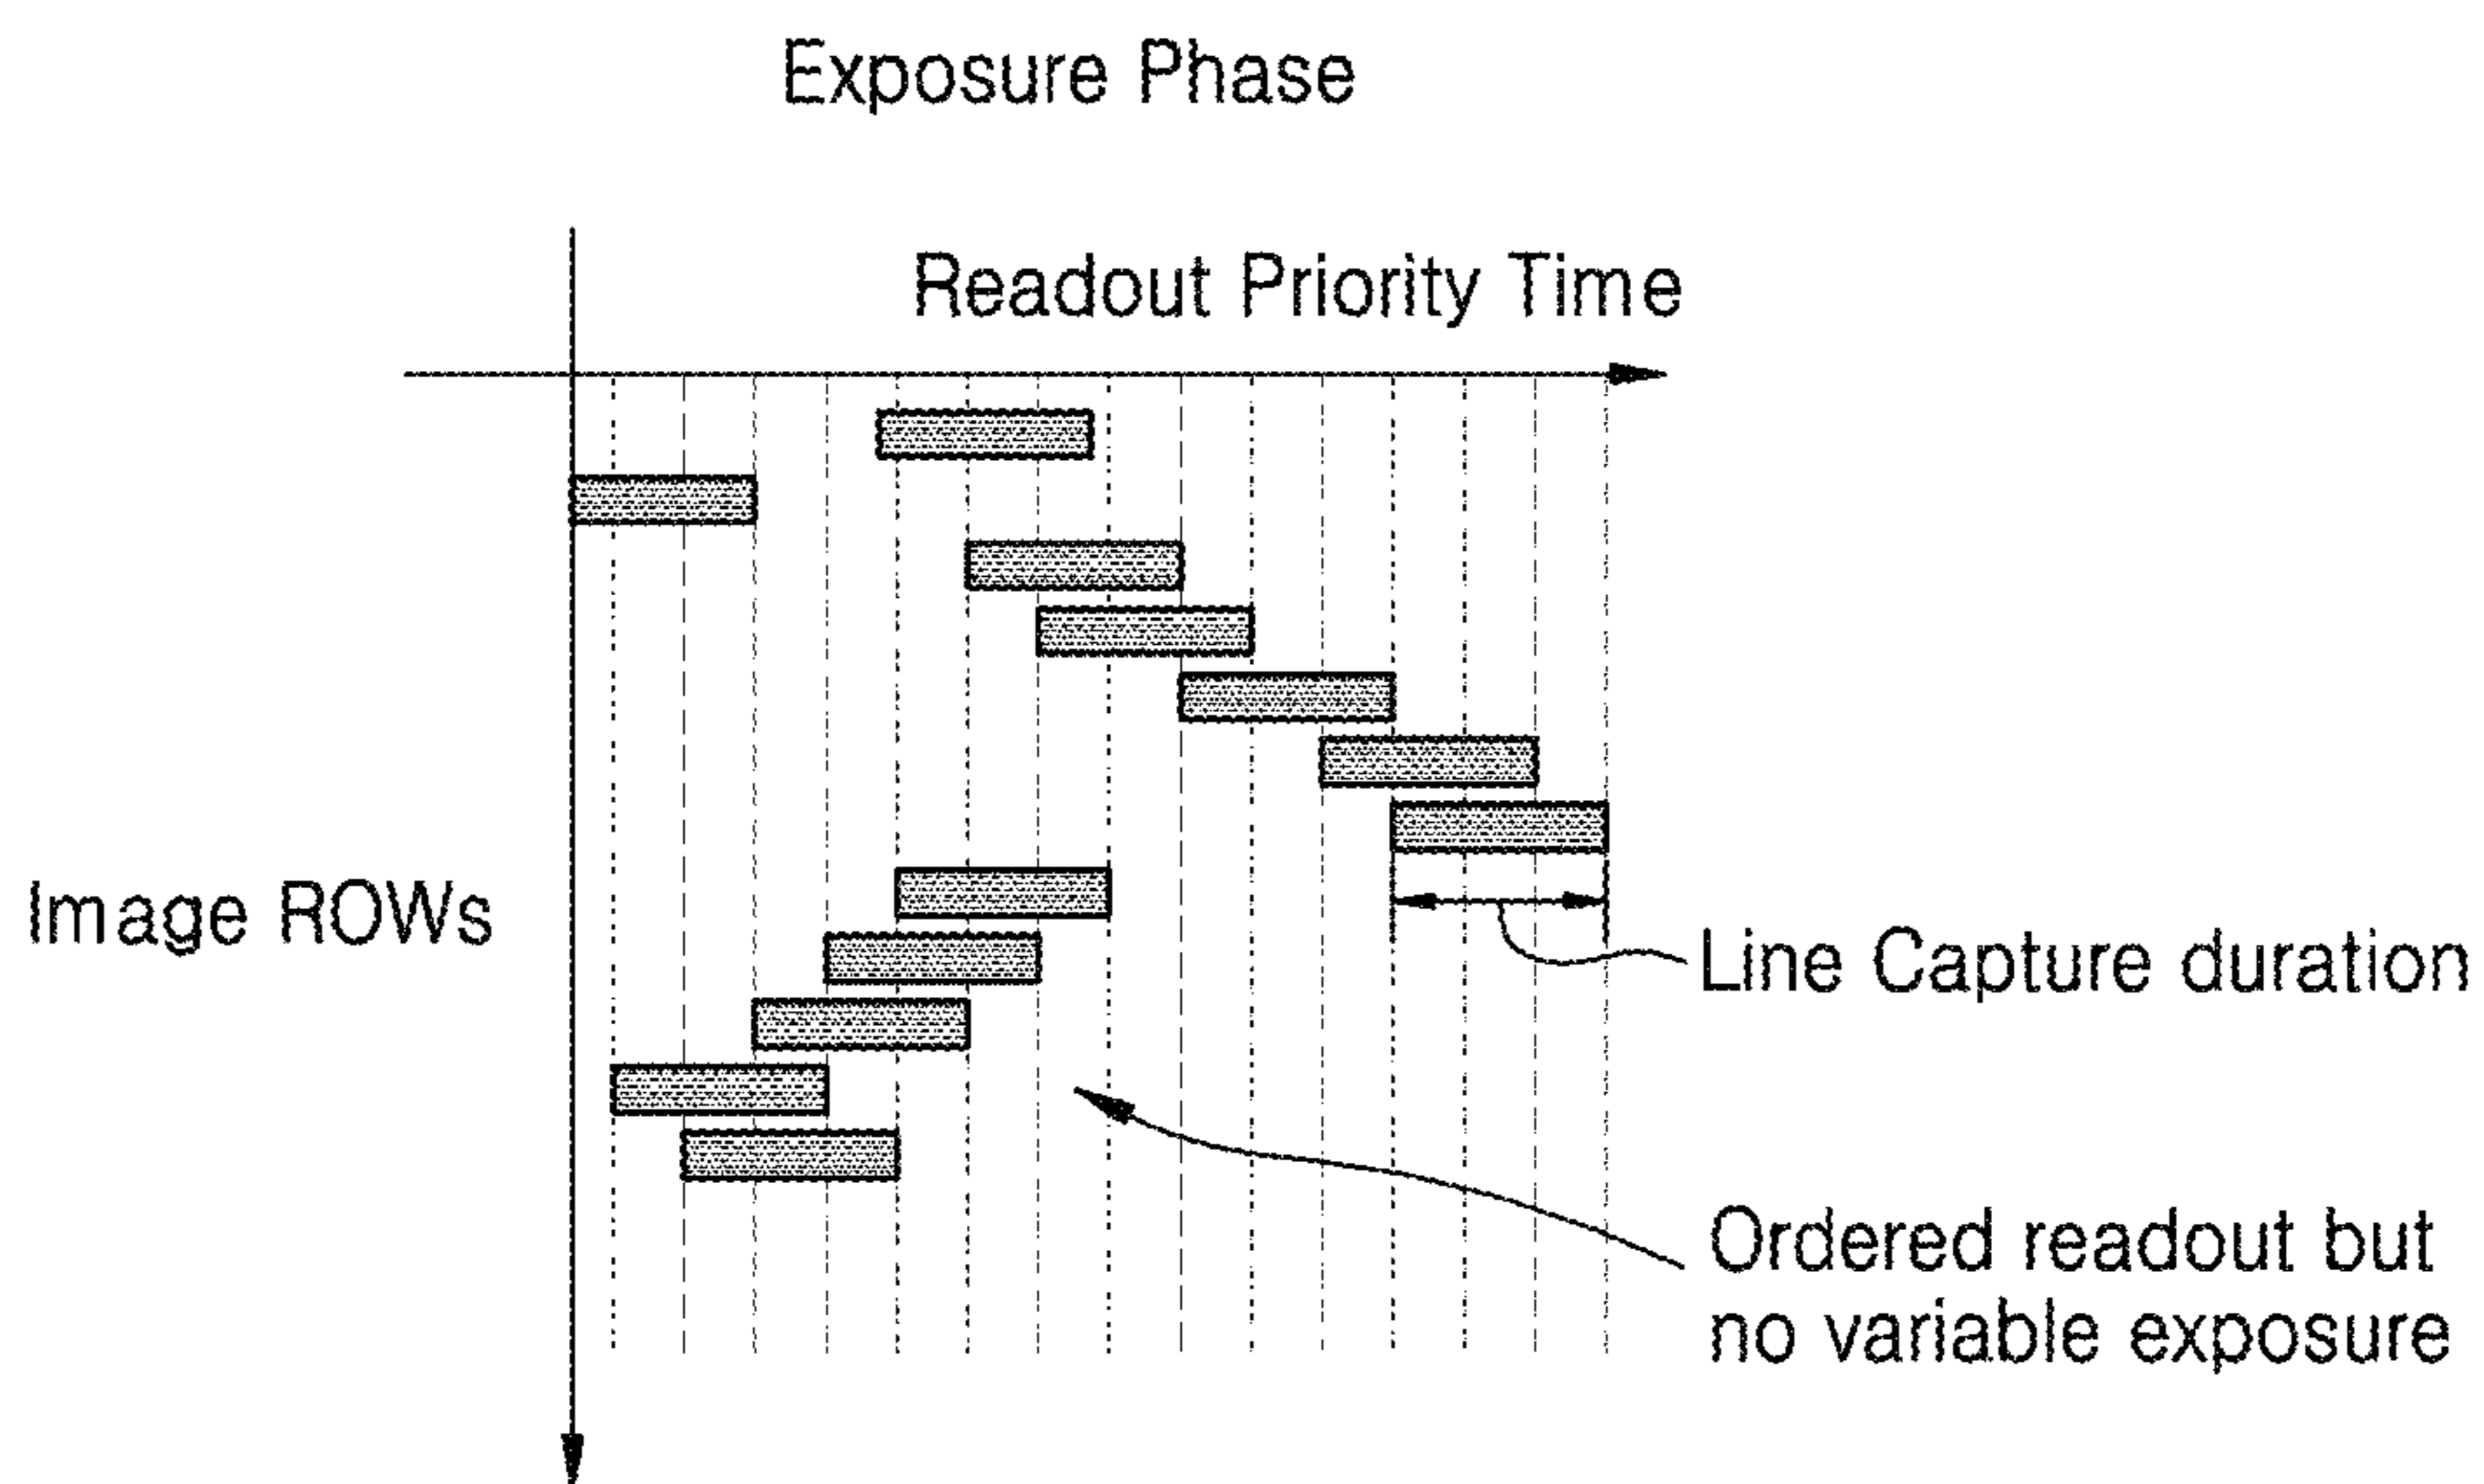 Exposure Phase
Readout Priority Time
Image ROWs
Line Capture duration
Ordered readout but
no variable exposure